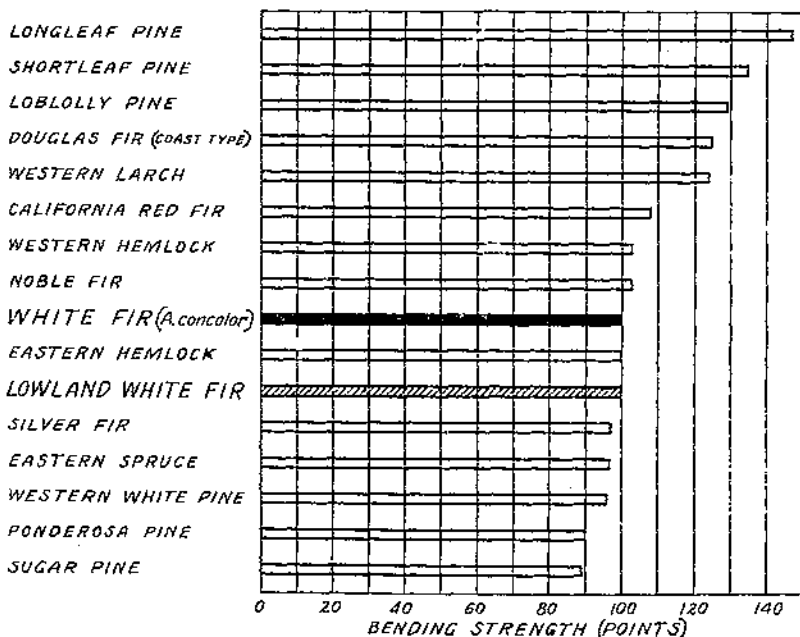 LONGLEAF PINE
SHORTLEAF PINE
LOBLOLLY PINE
DOUGLAS FIR (COAST TYPE)
WESTERN LARCH
CALIFORNIA RED FIR
WESTERN HEMLOCK
NOBLE FIR
WHITE FIR (A.concolor)
EASTERN HEMLOCK
LOWLAND WHITE FIR
SILVER FIR
EASTERN SPRUCE
WESTERN WHITE PINE
PONDEROSA PINE
SUGAR PINE
0 20 40 60 80 100 120 140
BENDING STRENGTH (POINTS)